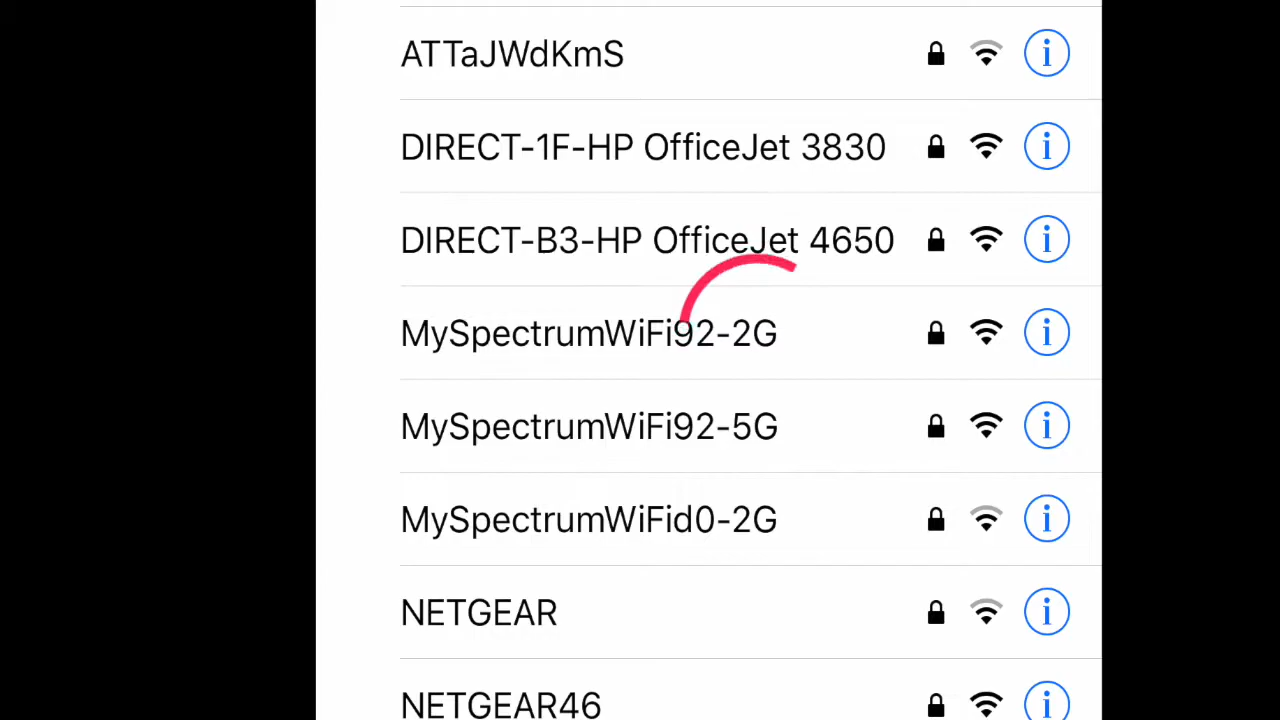 ATTaJWdKmS
DIRECT-1F-HP OfficeJet 3830
DIRECT-B3-HP OfficeJet 4650
MySpectrumWiFi92-2G
MySpectrumWiFi92-5G
MySpectrumWiFid0-2G
NETGEAR
NETGEAR46